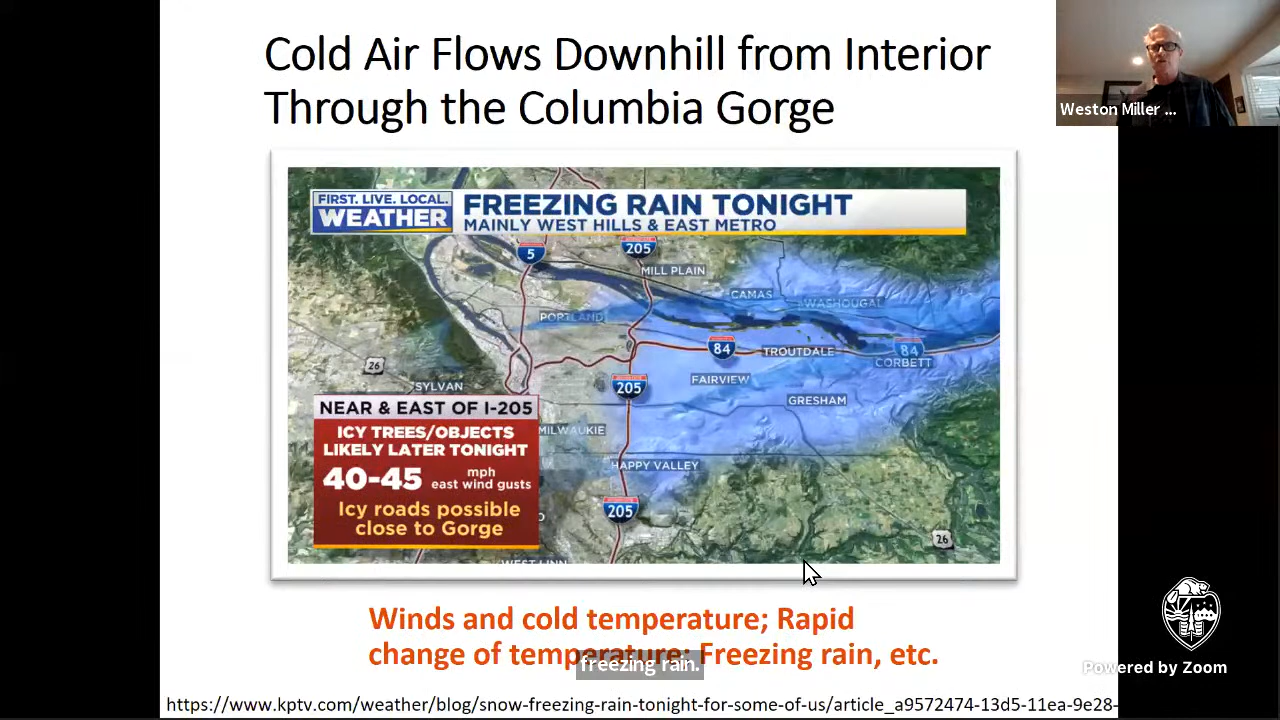 Cold Air Flows Downhill from Interior
Through the Columbia Gorge
Weston Miller ...
FIRST. LIVE. LOCAL.
WEATHER
FREEZING RAIN TONIGHT
MAINLY WEST HILLS & EAST METRO
5
205
MILL PLAIN
CAMAS
WASHOUGAL
PORTLAND
26
84
TROUTDALE
84
CORBETT
SYLVAN
205
FAIRVIEW
GRESHAM
NEAR & EAST OF I-205
ICY TREES/OBJECTS
LIKELY LATER TONIGHT
40-45 mph
east wind gusts
Icy roads possible
close to Gorge
MILWAUKIE
HAPPY VALLEY
205
26
WEST LINN
Winds and cold temperature; Rapid
change of temperature; Freezing rain, etc.
freezing rain.
Powered by Zoom
https://www.kptv.com/weather/blog/snow-freezing-rain-tonight-for-some-of-us/article_a9572474-13d5-11ea-9e28-